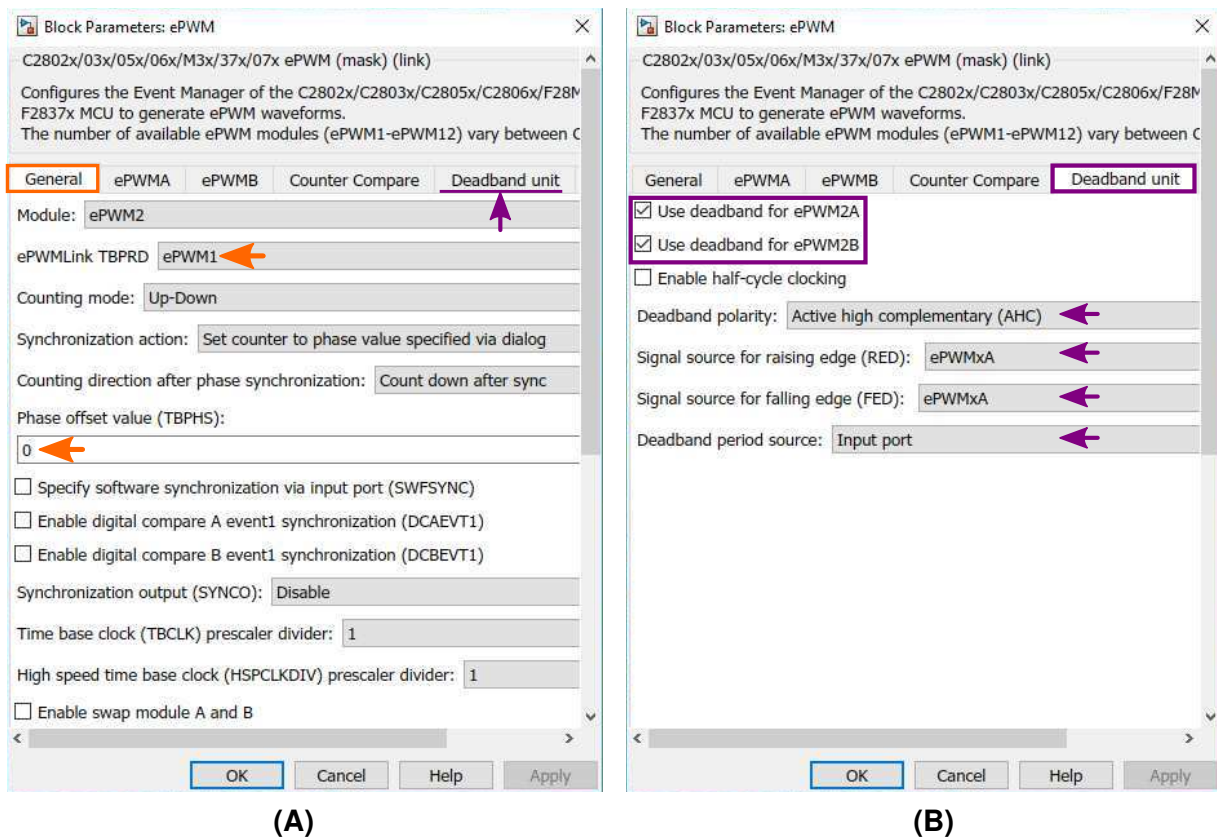 Block Parameters: ePWM
C2802x/03x/05x/06x/M3x/37x/07x ePWM (mask) (link)
Configures the Event Manager of the C2802x/C2803x/C2805x/C2806x/F28M
F2837x MCU to generate ePWM waveforms.
The number of available ePWM modules (ePWM1-ePWM12) vary between C
General ePWMA ePWMB Counter Compare Deadband unit
Module: ePWM2
ePWMLink TBPRD ePWM1
Counting mode: Up-Down
Synchronization action: Set counter to phase value specified via dialog
Counting direction after phase synchronization: Count down after sync
Phase offset value (TBPHS):
0
Specify software synchronization via input port (SWFSYNC)
Enable digital compare A event1 synchronization (DCAEVT1)
Enable digital compare B event1 synchronization (DCBEVT1)
Synchronization output (SYNCO): Disable
Time base clock (TBCLK) prescaler divider: 1
High speed time base clock (HSPCLKDIV) prescaler divider: 1
Enable swap module A and B
OK Cancel Help Apply
(A)
Block Parameters: ePWM
C2802x/03x/05x/06x/M3x/37x/07x ePWM (mask) (link)
Configures the Event Manager of the C2802x/C2803x/C2805x/C2806x/F28M
F2837x MCU to generate ePWM waveforms.
The number of available ePWM modules (ePWM1-ePWM12) vary between C
General ePWMA ePWMB Counter Compare Deadband unit
Use deadband for ePWM2A
Use deadband for ePWM2B
Enable half-cycle clocking
Deadband polarity: Active high complementary (AHC)
Signal source for raising edge (RED): ePWMxA
Signal source for falling edge (FED): ePWMxA
Deadband period source: Input port
OK Cancel Help Apply
(B)